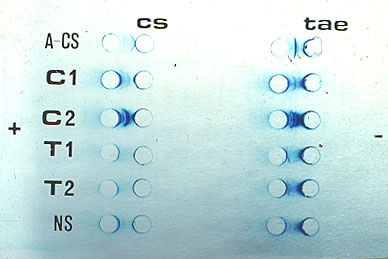 cs tae
A-CS
C1
C2
+ -
T1
T2
NS